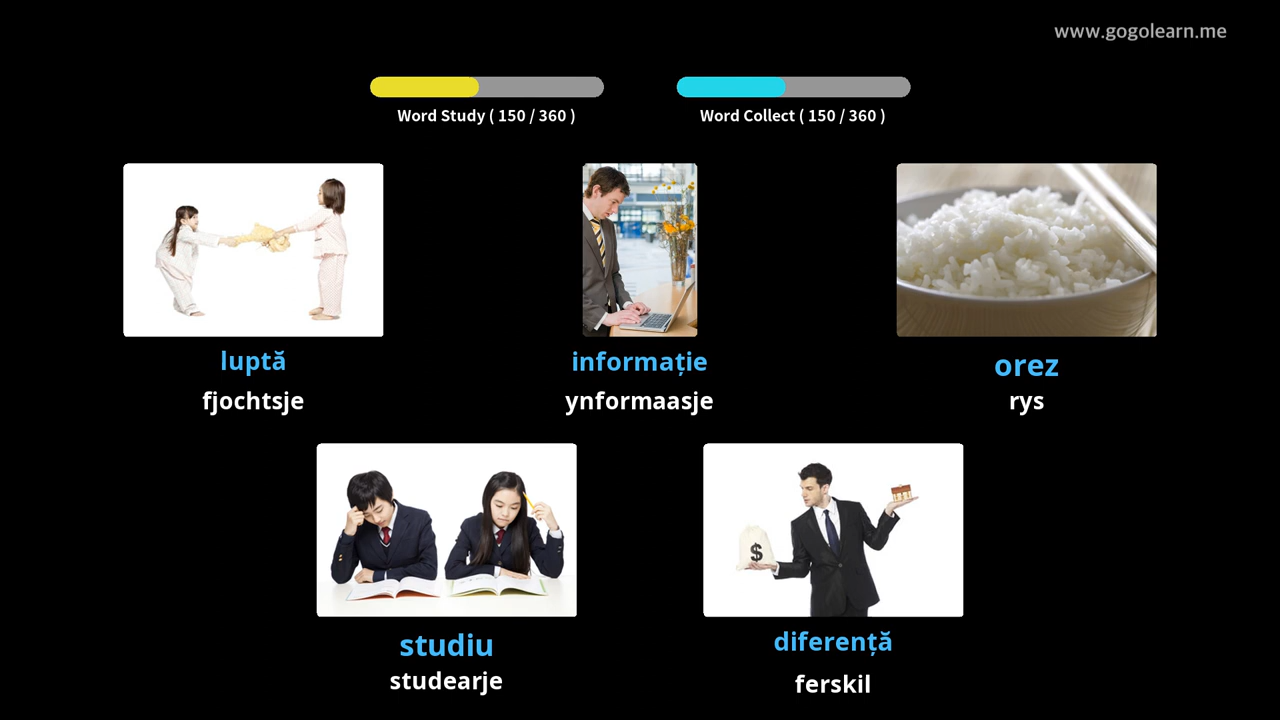 www.gogolearn.me
Word Study ( 150 / 360 )
Word Collect ( 150 / 360 )
luptă
fjochtsje
informație
ynformaasje
orez
rys
$
studiu
studearje
diferență
ferskil